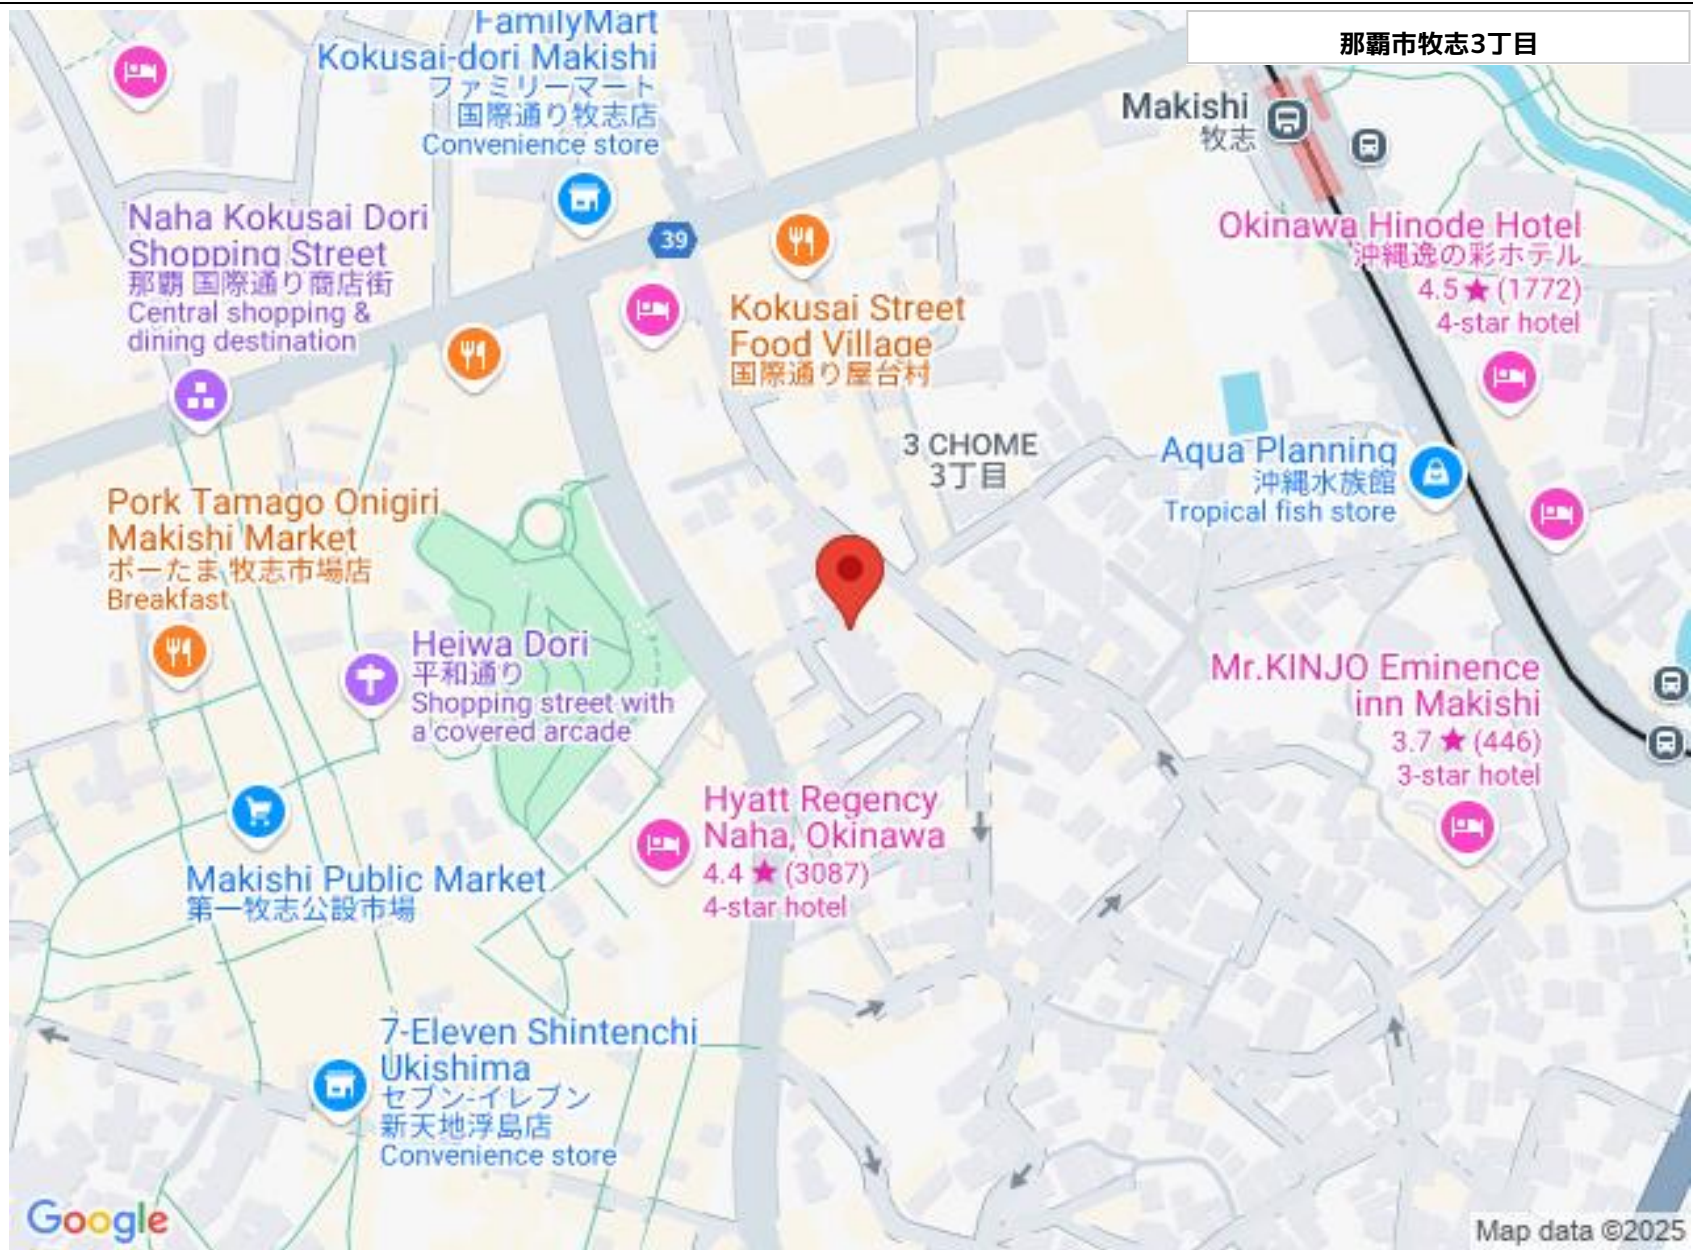 那覇市牧志3丁目
FamilyMart
Kokusai-dori Makishi
ファミリーマート
国際通り牧志店
Convenience store
Makishi
牧志
Naha Kokusai Dori
Shopping Street
那覇 国際通り商店街
Central shopping &
dining destination
39
Okinawa Hinode Hotel
沖縄逸の彩ホテル
4.5 ★ (1772)
4-star hotel
Kokusai Street
Food Village
国際通り屋台村
3 CHOME
3丁目
Aqua Planning
沖縄水族館
Tropical fish store
Pork Tamago Onigiri
Makishi Market
ポーたま 牧志市場店
Breakfast
Heiwa Dori
平和通り
Shopping street with
a covered arcade
Mr.KINJO Eminence
inn Makishi
3.7 ★ (446)
3-star hotel
Hyatt Regency
Naha, Okinawa
4.4 ★ (3087)
4-star hotel
Makishi Public Market
第一牧志公設市場
7-Eleven Shintenchi
Ukishima
セブン-イレブン
新天地浮島店
Convenience store
Google
Map data ©2025